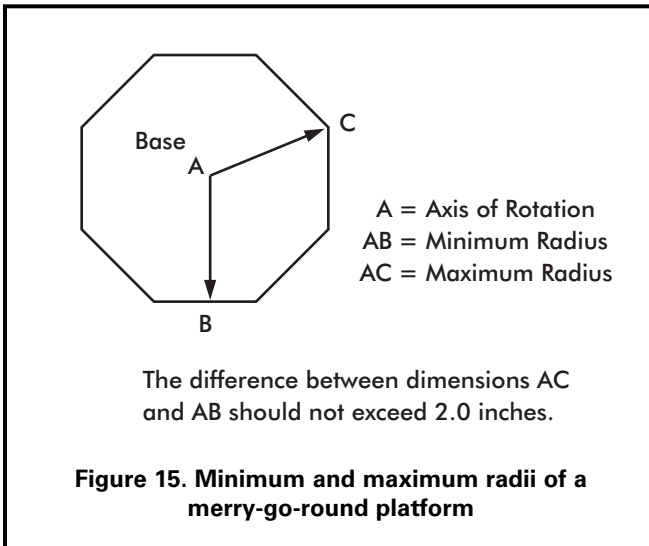 Base
A
C
B
A = Axis of Rotation
AB = Minimum Radius
AC = Maximum Radius
The difference between dimensions AC
and AB should not exceed 2.0 inches.
Figure 15. Minimum and maximum radii of a
merry-go-round platform